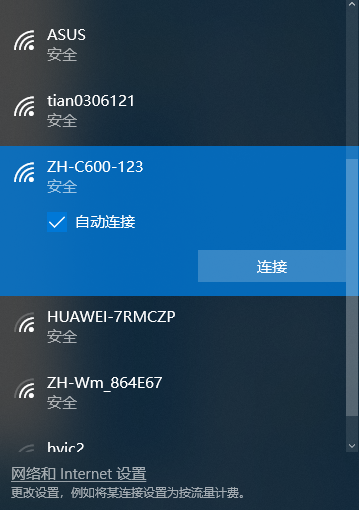 ASUS
安全
tian0306121
安全
ZH-C600-123
安全
自动连接
连接
HUAWEI-7RMCZP
安全
ZH-Wm_864E67
安全
hvic2
网络和 Internet 设置
更改设置，例如将某连接设置为按流量计费。